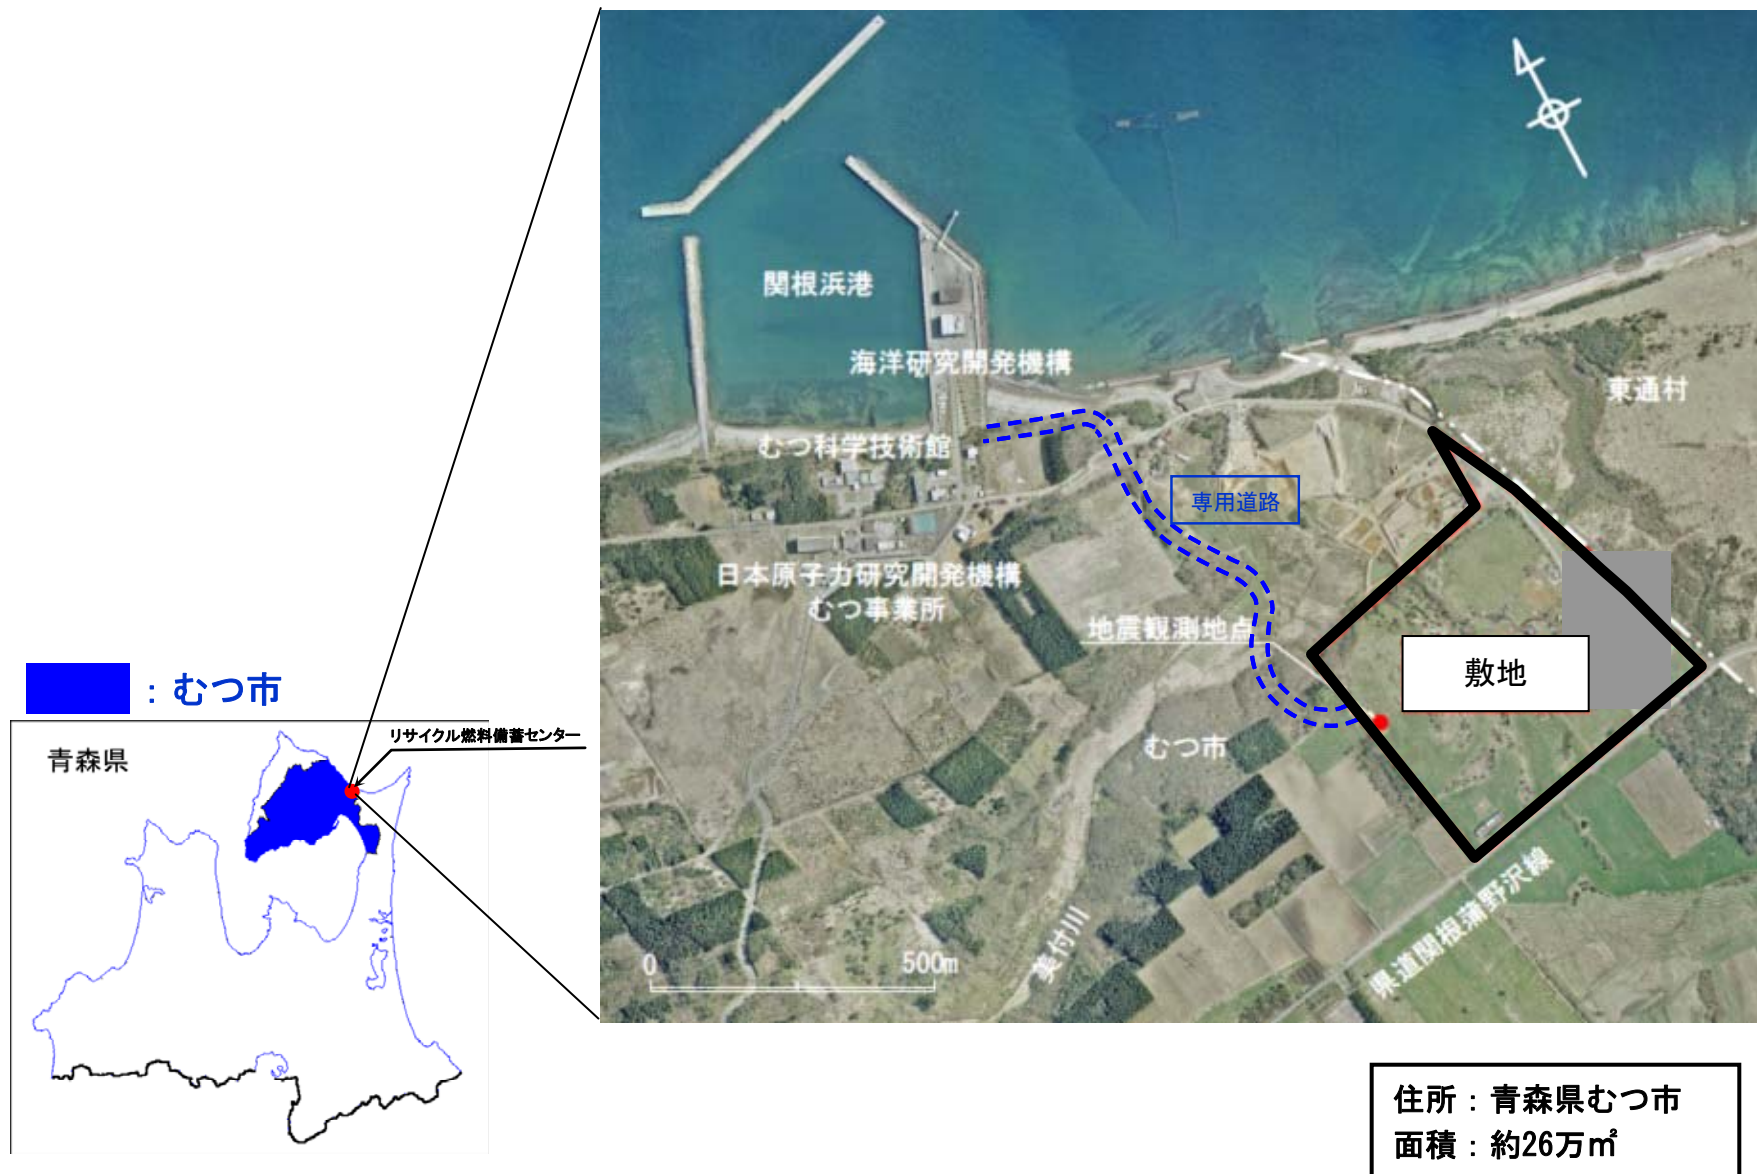 関根浜港
海洋研究開発機構
東通村
むつ科学技術館
専用道路
日本原子力研究開発機構
むつ事業所
地震観測地点
敷地
: むつ市
リサイクル燃料備蓄センター
青森県
むつ市
美付川
県道関根蒲野沢線
0 500m
住所：青森県むつ市
面積：約26万㎡